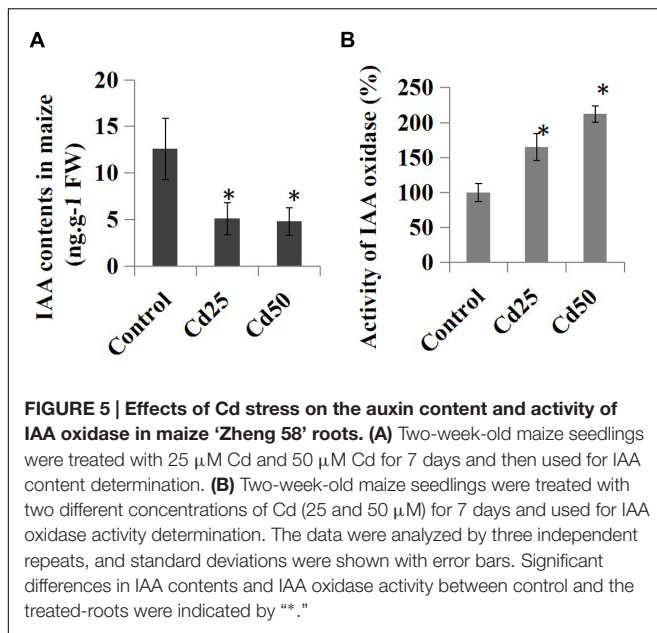 A
IAA contents in maize
(ng.g-1 FW)
20
15
10
5
0
*
*
Control
Cd25
Cd50
B
Activity of IAA oxidase (%)
250
200
150
100
50
0
*
*
Control
Cd25
Cd50
FIGURE 5 | Effects of Cd stress on the auxin content and activity of
IAA oxidase in maize ‘Zheng 58’ roots. (A) Two-week-old maize seedlings
were treated with 25 μM Cd and 50 μM Cd for 7 days and then used for IAA
content determination. (B) Two-week-old maize seedlings were treated with
two different concentrations of Cd (25 and 50 μM) for 7 days and used for IAA
oxidase activity determination. The data were analyzed by three independent
repeats, and standard deviations were shown with error bars. Significant
differences in IAA contents and IAA oxidase activity between control and the
treated-roots were indicated by “*.”